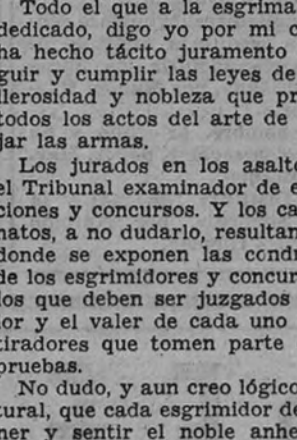 Todo el que a la esgrima
dedicado, digo yo por mi c
ha hecho tácito juramento
guir y cumplir las leyes de
llerosidad y nobleza que pr
todos los actos del arte de
jar las armas.
Los jurados en los asalto
el Tribunal examinador de e
ciones y concursos. Y los ca
natos, a no dudarlo, resultan
donde se exponen las condi
de los esgrimidores y concur
los que deben ser juzgados
lor y el valer de cada uno
tiradores que tomen parte
pruebas.
No dudo, y aun creo lógico
tural, que cada esgrimidor de
ner y sentir el noble anhe